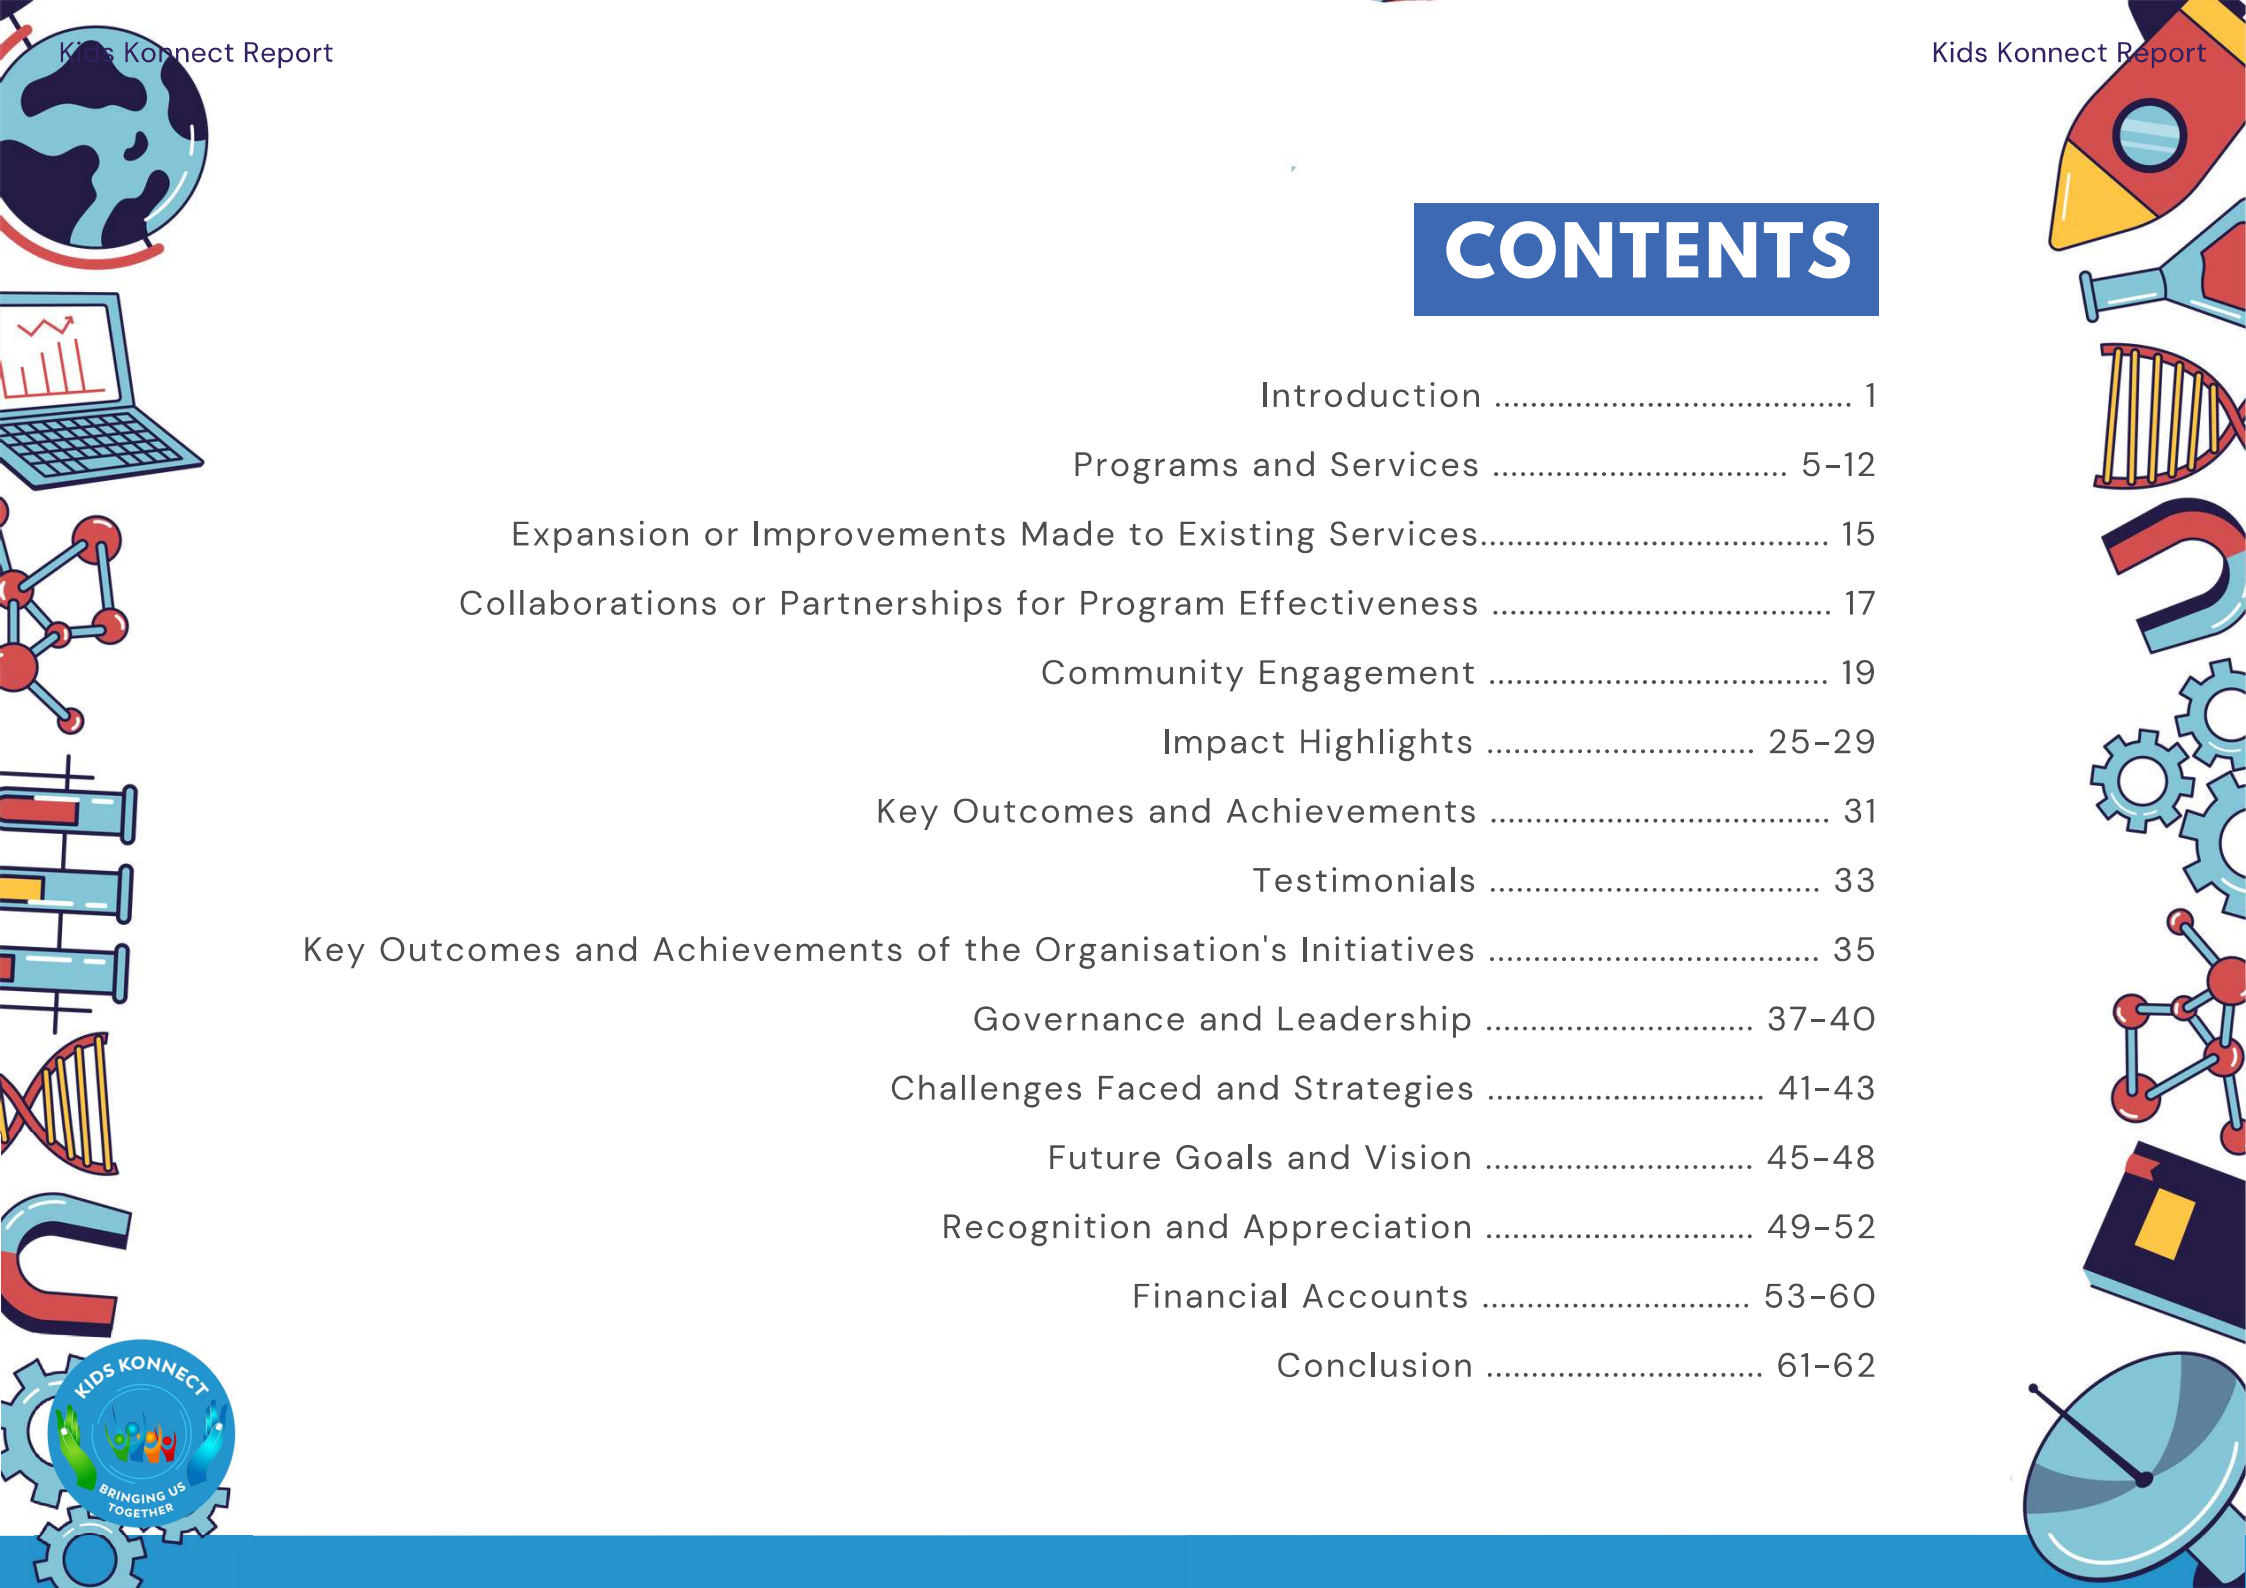 Kids Konnect Report
Kids Konnect Report
CONTENTS
Introduction ........................................ 1
Programs and Services ................................. 5-12
Expansion or Improvements Made to Existing Services....................................... 15
Collaborations or Partnerships for Program Effectiveness ...................................... 17
Community Engagement ...................................... 19
Impact Highlights .............................. 25-29
Key Outcomes and Achievements ...................................... 31
Testimonials ..................................... 33
Key Outcomes and Achievements of the Organisation's Initiatives ..................................... 35
Governance and Leadership .............................. 37-40
Challenges Faced and Strategies ............................... 41-43
Future Goals and Vision .............................. 45-48
Recognition and Appreciation .............................. 49-52
Financial Accounts .............................. 53-60
Conclusion ............................... 61-62
KIDS KONNECT
BRINGING US
TOGETHER